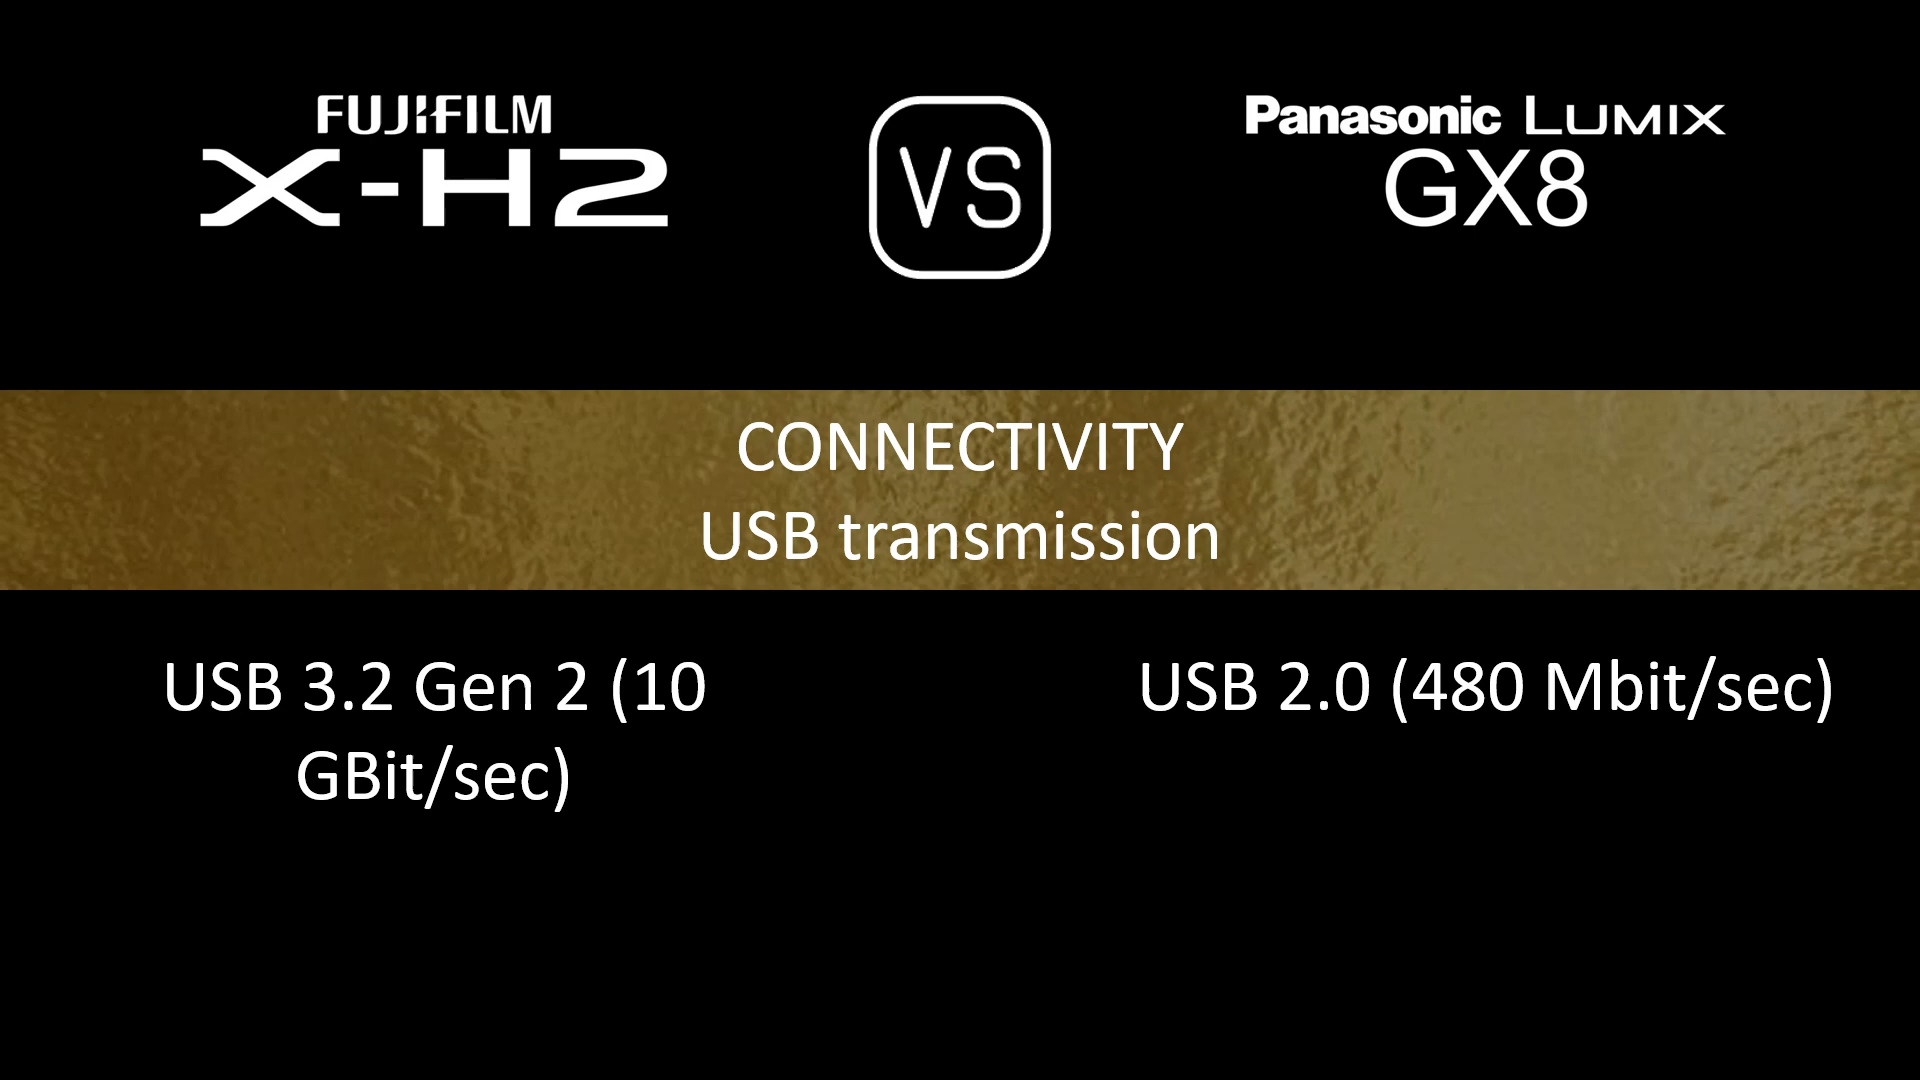 FUJIFILM
X-H2
VS
Panasonic LUMIX
GX8
CONNECTIVITY
USB transmission
USB 3.2 Gen 2 (10
GBit/sec)
USB 2.0 (480 Mbit/sec)